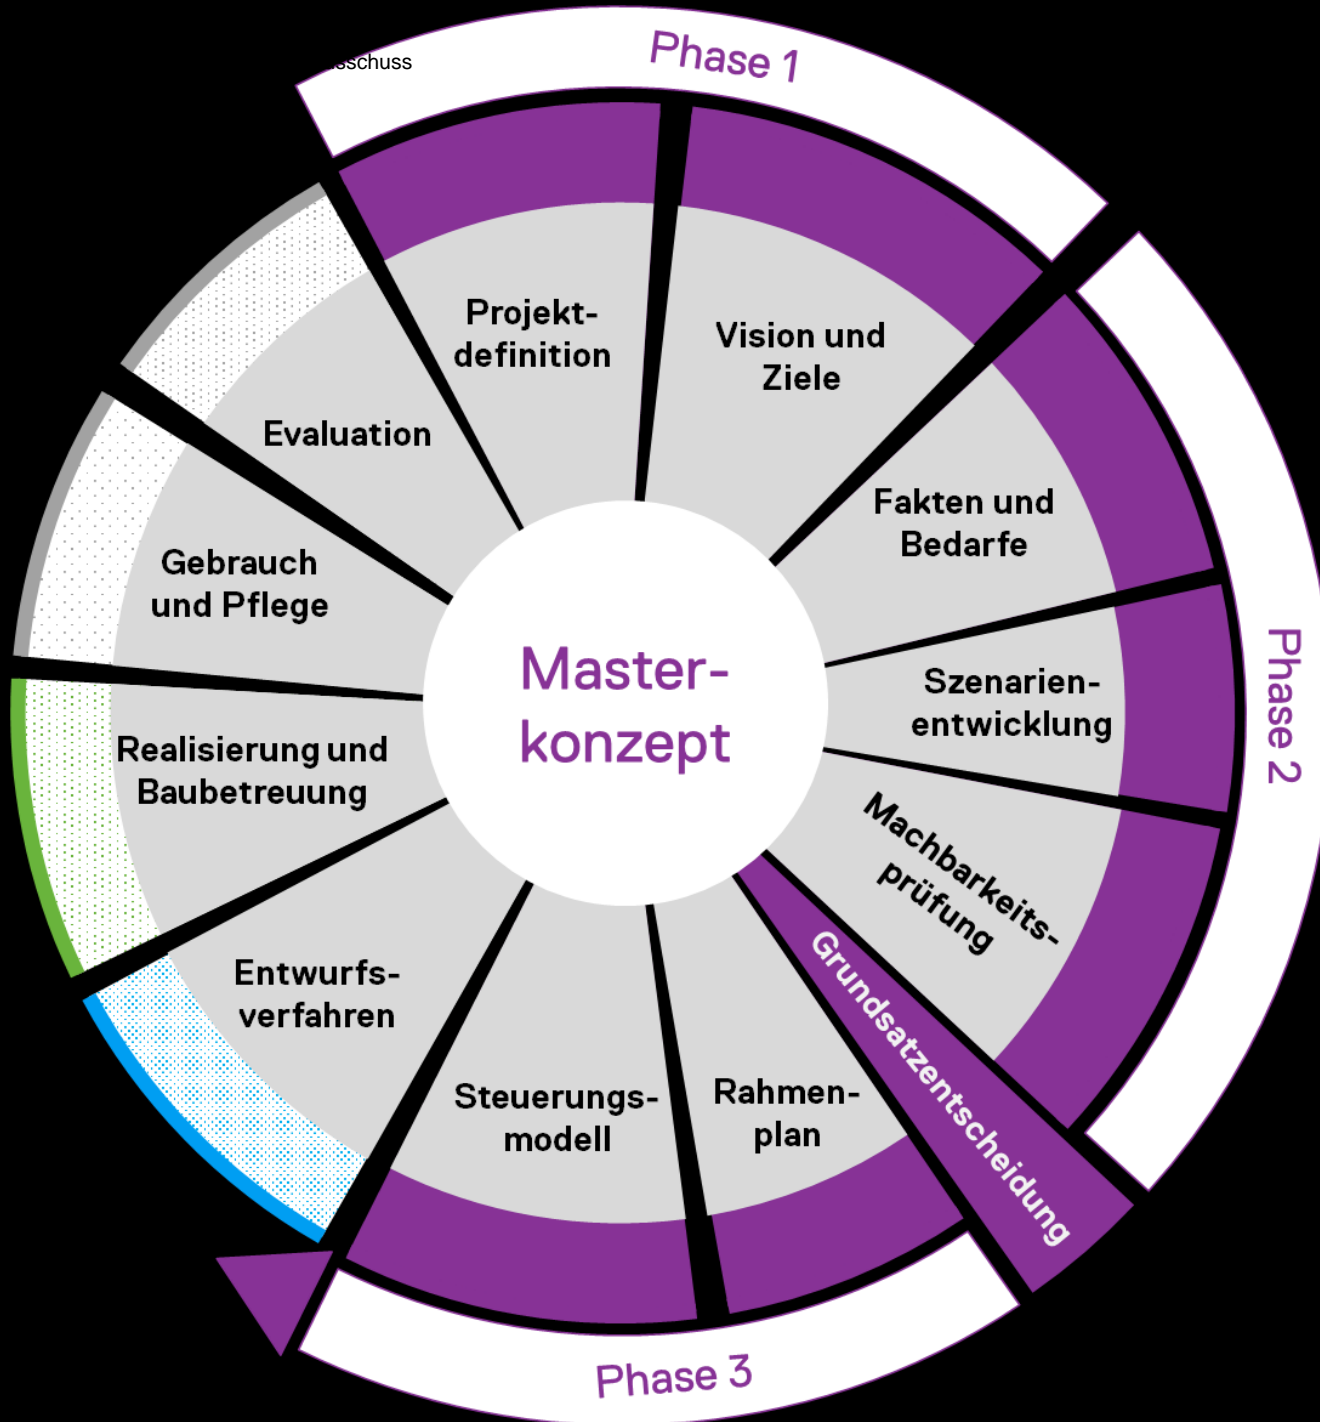 Phase 1
Projekt-
definition
Vision und
Ziele
Fakten und
Bedarfe
Szenarien-
entwicklung
Phase 2
Machbarkeits-
prüfung
Grundsatzentscheidung
Rahmen-
plan
Steuerungs-
modell
Phase 3
Entwurfs-
verfahren
Realisierung und
Baubetreuung
Gebrauch
und Pflege
Evaluation
Master-
konzept